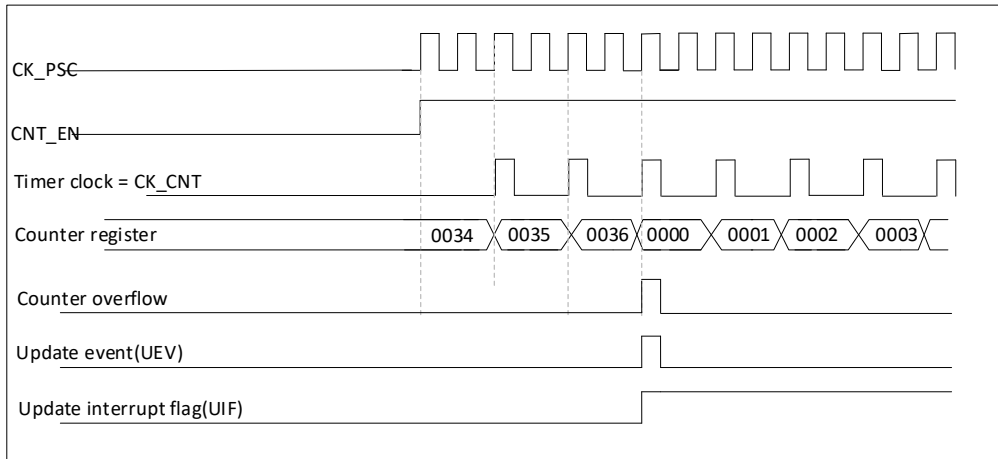 CK_PSC
CNT_EN
Timer clock = CK_CNT
Counter register
0034 0035 0036 0000 0001 0002 0003
Counter overflow
Update event(UEV)
Update interrupt flag(UIF)